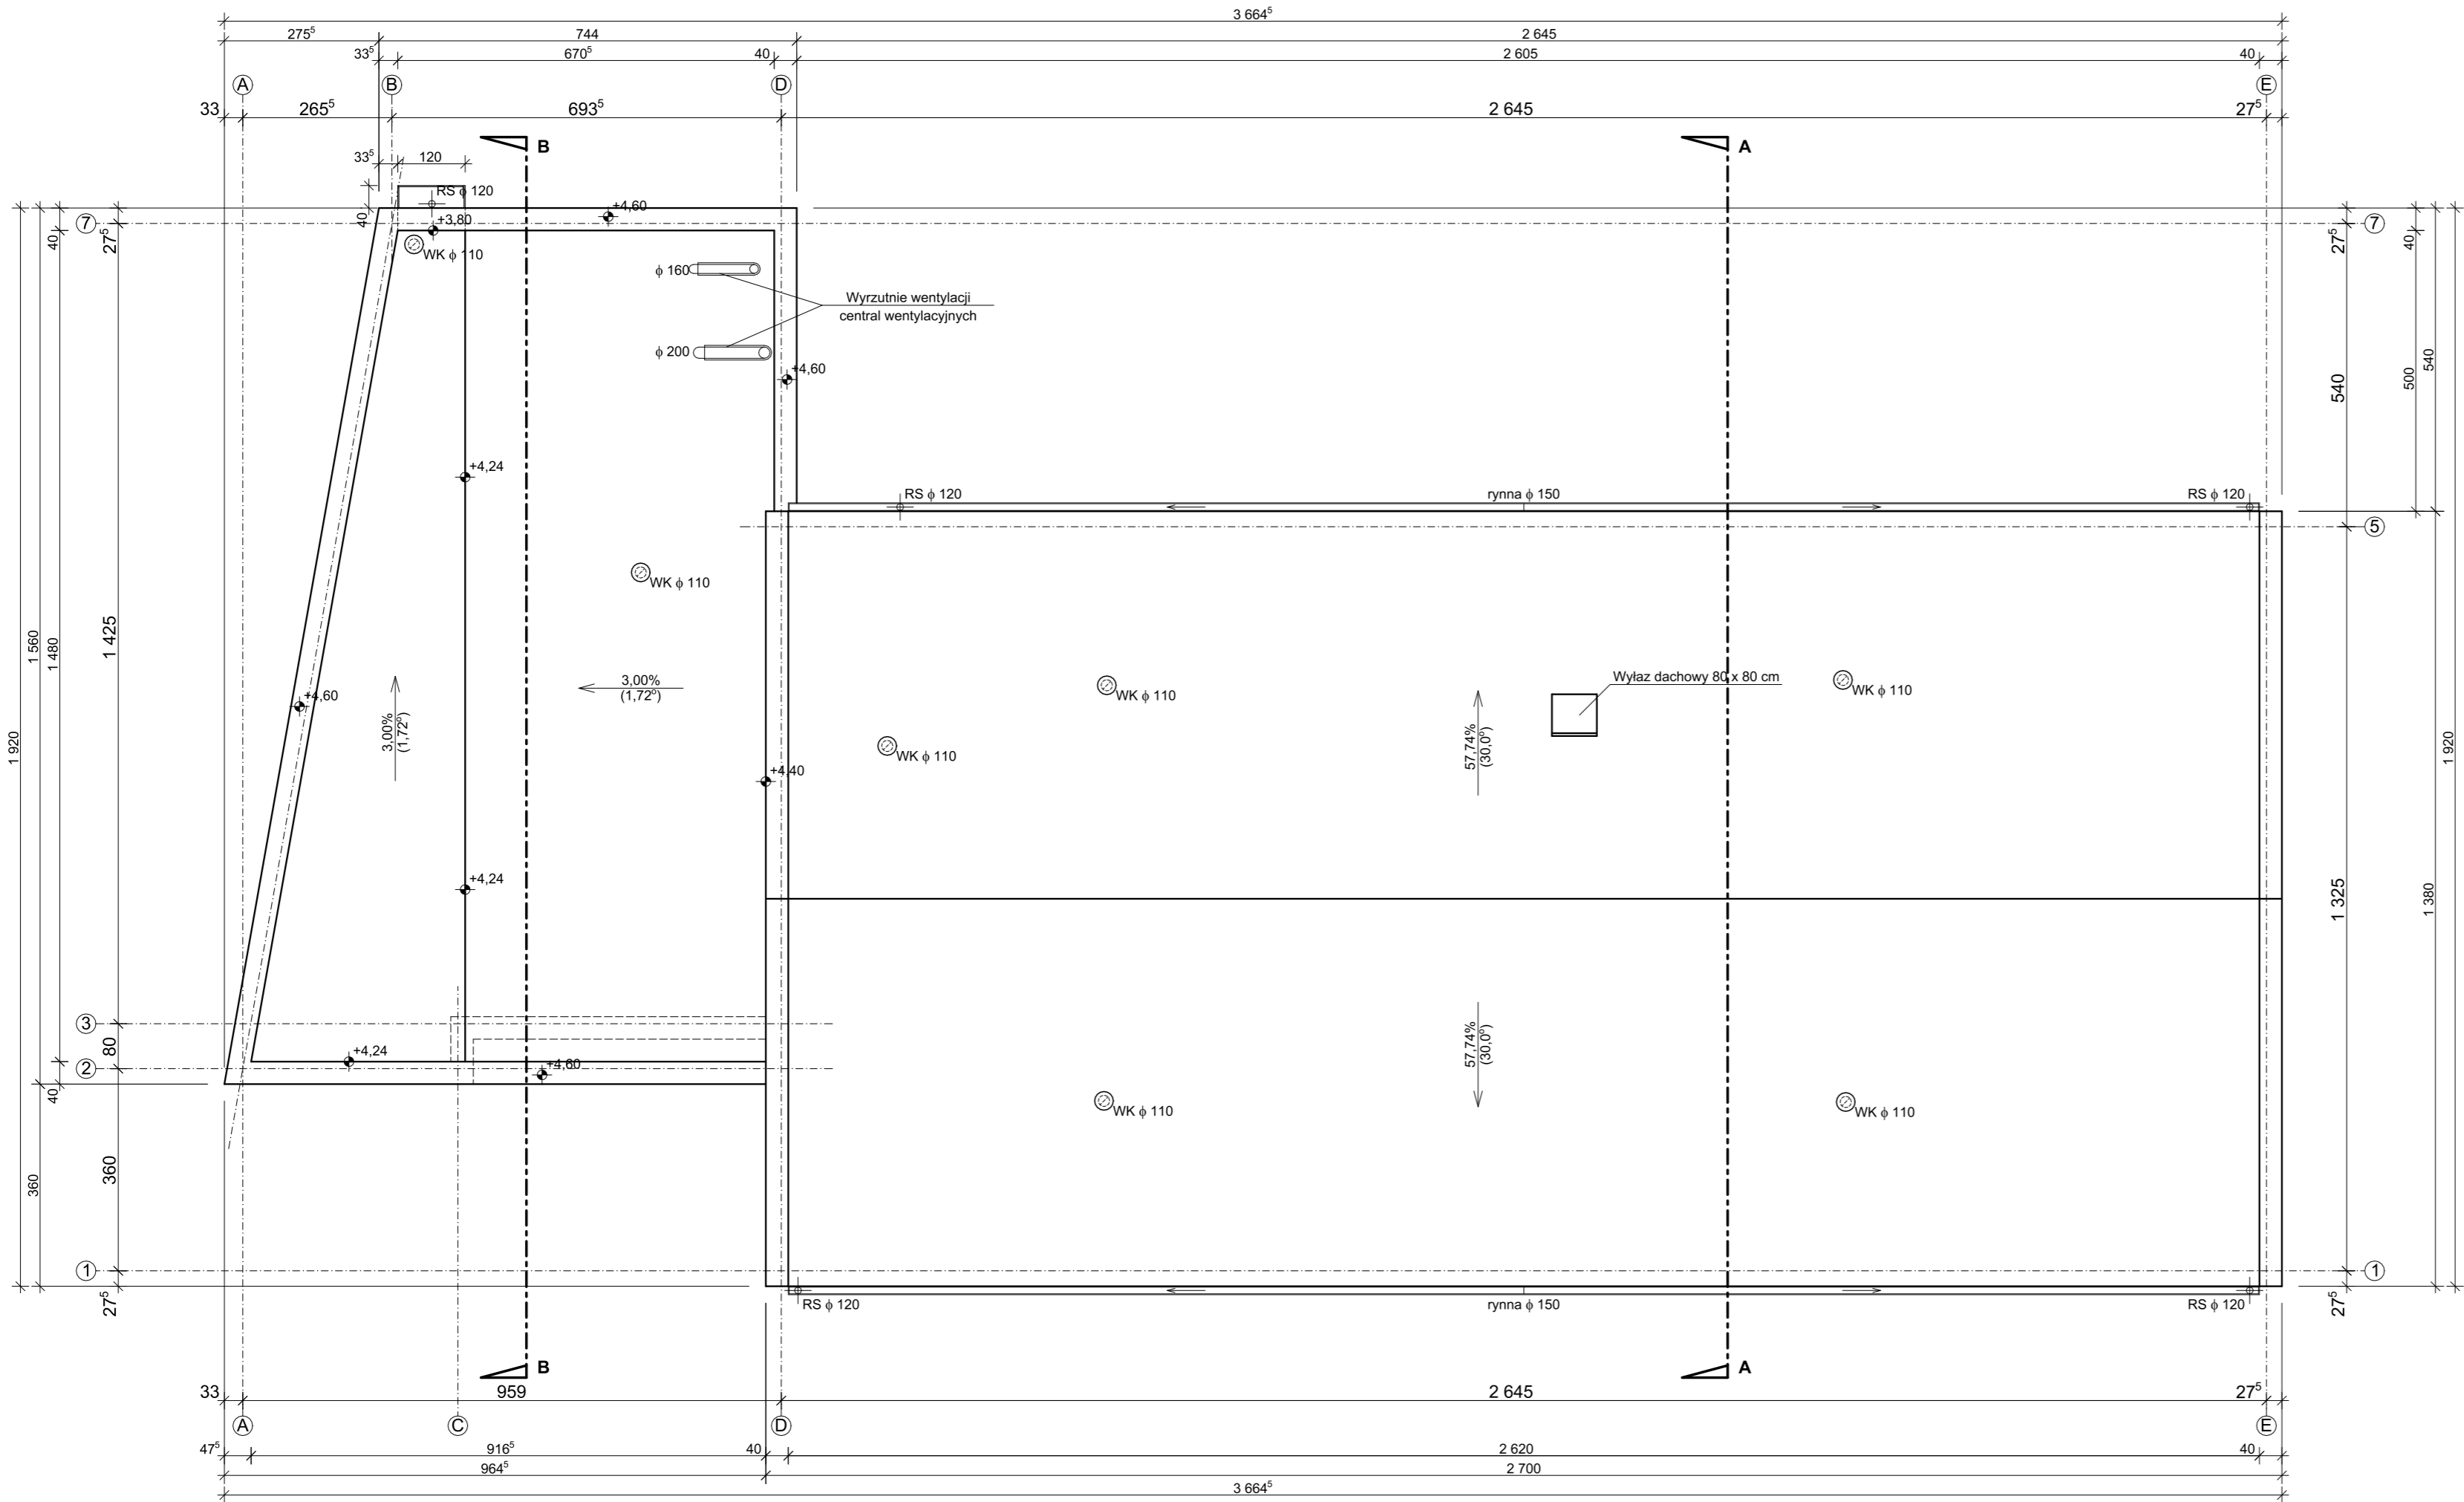 3 664⁵
275⁵ 744 2 645
33⁵ 670⁵ 40 2 605 40
A B D E
33 265⁵ 693⁵ 2 645 27⁵
B B A A
33⁵ 120
RS ϕ 120
40
+4,60
+3,80
7 7
27⁵ 40 27⁵ 40
WK ϕ 110
ϕ 160
Wyrzutnie wentylacji
central wentylacyjnych
ϕ 200
+4,60
540 500 540
+4,24
RS ϕ 120 rynna ϕ 150 RS ϕ 120
5
WK ϕ 110
1 425
1 560 1 480
3,00%
(1,72°)
Wyłaz dachowy 80 x 80 cm
WK ϕ 110
WK ϕ 110
+4,60
3,00%
(1,72°)
57,74%
(30,0°)
1 920
1 920
WK ϕ 110
+4,40
+4,24
1 325
1 380
3
80
+4,24
2
+4,60
40
57,74%
(30,0°)
WK ϕ 110
WK ϕ 110
360
360
1 1
27⁵ 27⁵
RS ϕ 120 rynna ϕ 150 RS ϕ 120
33 959 2 645 27⁵
A C D E
47⁵ 916⁵ 40 2 620 40
964⁵ 2 700
3 664⁵